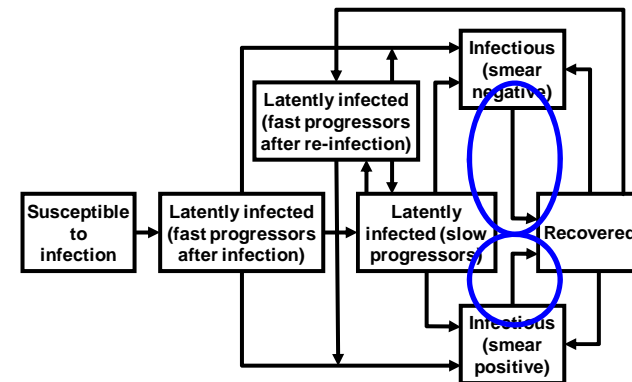 Infectious
(smear
negative)
Latently infected
(fast progressors
after re-infection)
Susceptible
to
infection
Latently infected
(fast progressors
after infection)
Latently
infected (slow
progressors)
Recovered
Infectious
(smear
positive)